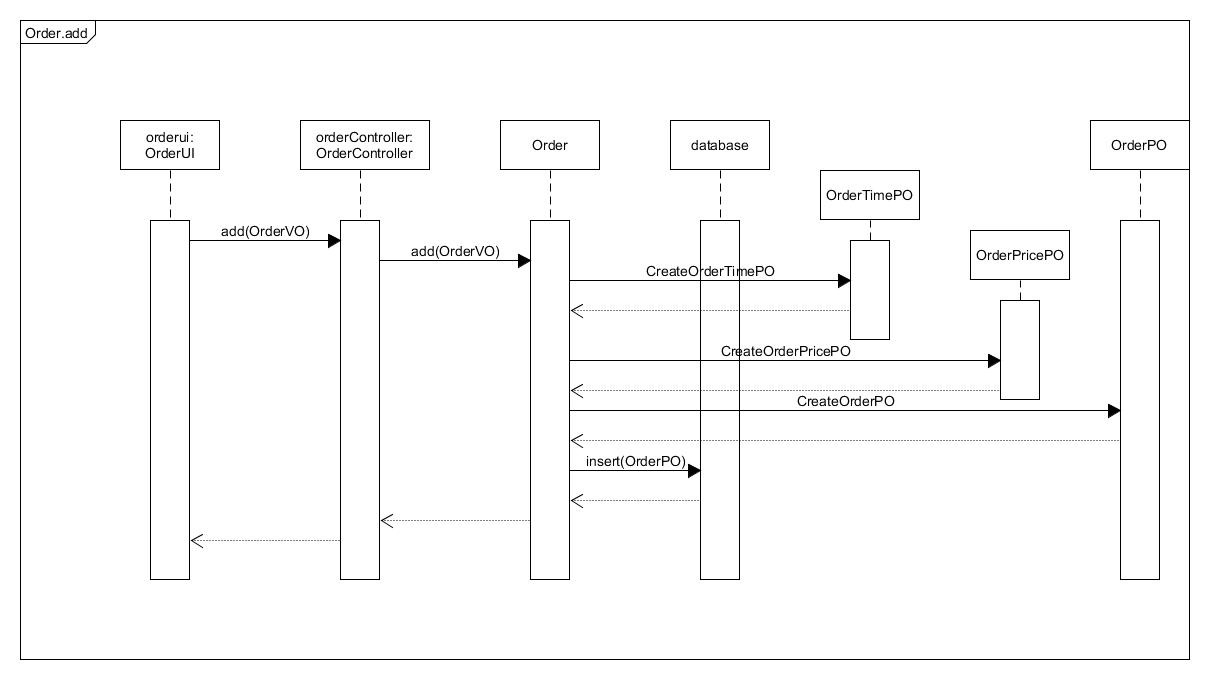 Order.add
orderui:
OrderUI
orderController:
OrderController
Order
database
OrderPO
OrderTimePO
OrderPricePO
add(OrderVO)
add(OrderVO)
CreateOrderTimePO
CreateOrderPricePO
CreateOrderPO
insert(OrderPO)